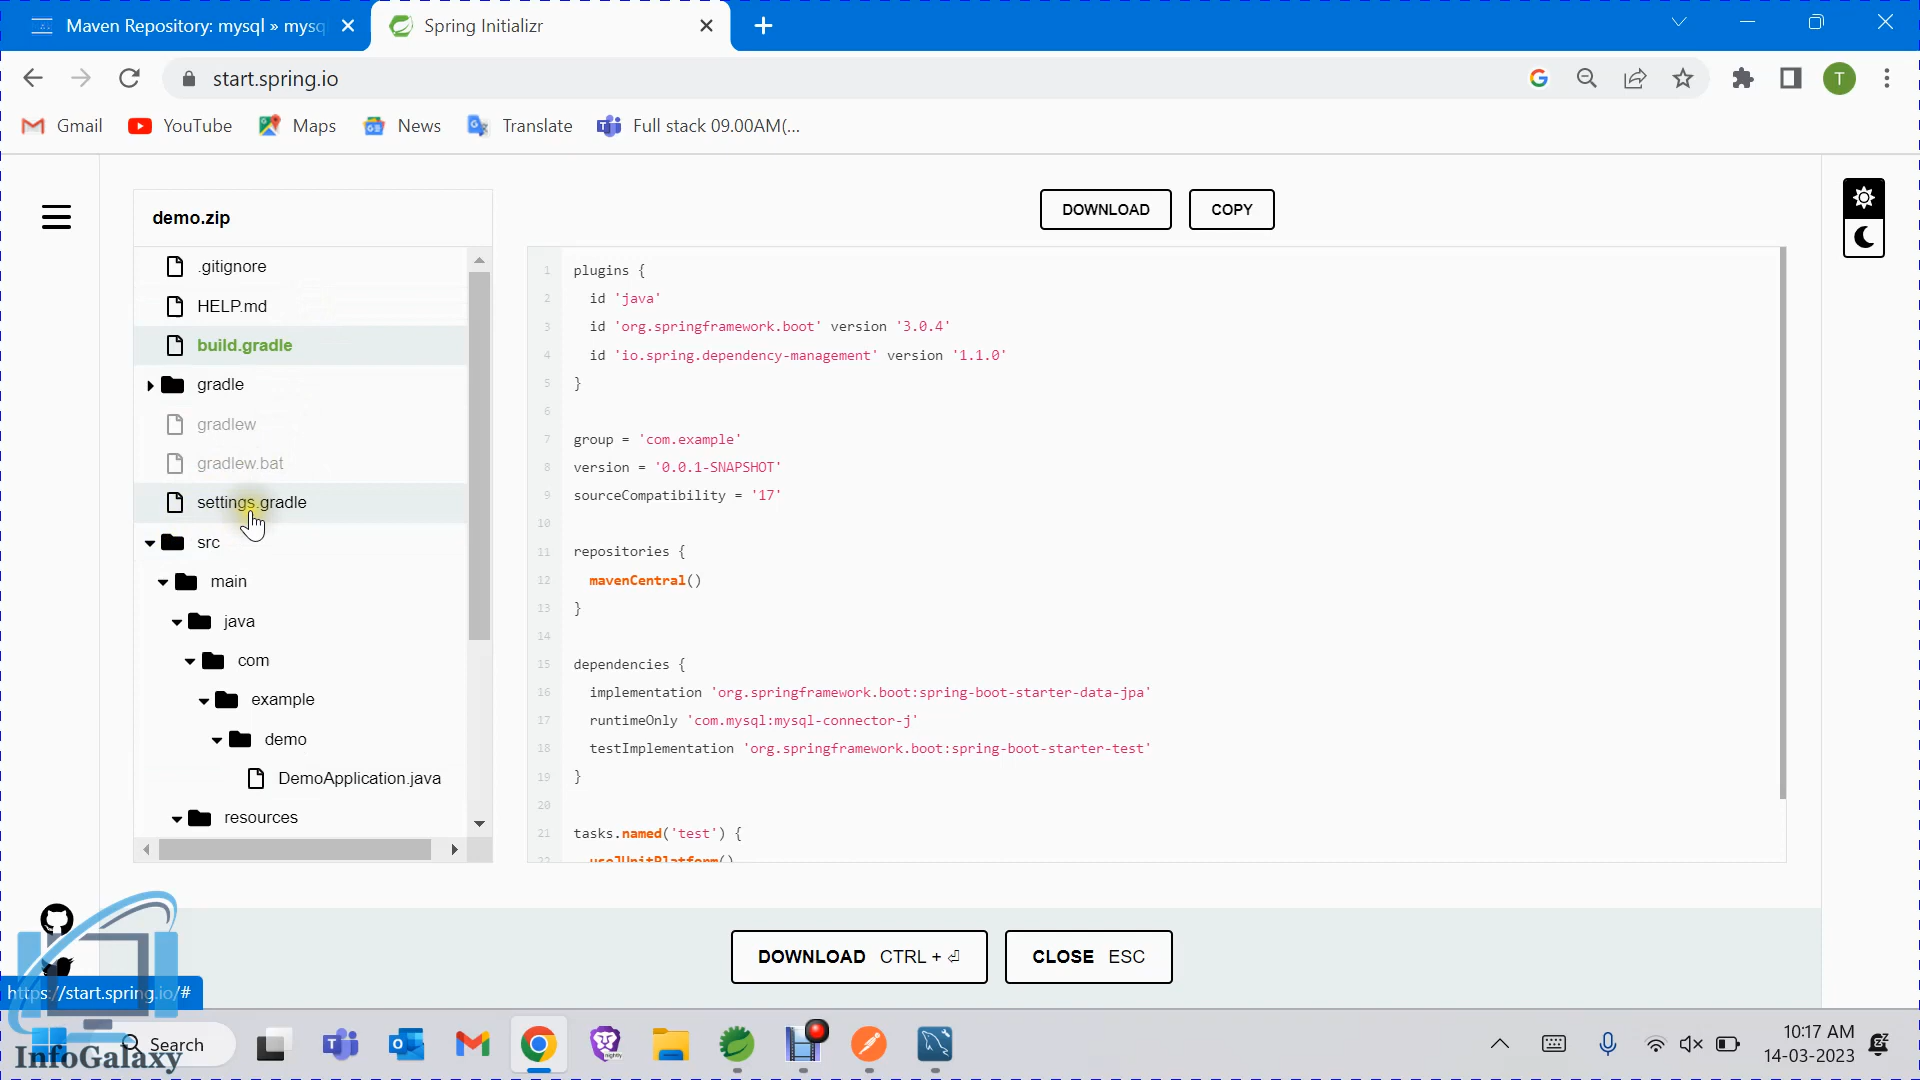 Maven Repository: mysql » mysq
Spring Initializr
start.spring.io
T
Gmail
YouTube
Maps
News
Translate
Full stack 09.00AM(...
demo.zip
DOWNLOAD
COPY
.gitignore
HELP.md
build.gradle
gradle
gradlew
gradlew.bat
settings.gradle
src
main
java
com
example
demo
DemoApplication.java
resources
1 plugins {
2 id 'java'
3 id 'org.springframework.boot' version '3.0.4'
4 id 'io.spring.dependency-management' version '1.1.0'
5 }
6
7 group = 'com.example'
8 version = '0.0.1-SNAPSHOT'
9 sourceCompatibility = '17'
10
11 repositories {
12 mavenCentral()
13 }
14
15 dependencies {
16 implementation 'org.springframework.boot:spring-boot-starter-data-jpa'
17 runtimeOnly 'com.mysql:mysql-connector-j'
18 testImplementation 'org.springframework.boot:spring-boot-starter-test'
19 }
20
21 tasks.named('test') {
22 useJUnitPlatform()
DOWNLOAD CTRL + ⏎
CLOSE ESC
https://start.spring.io/#
Search
InfoGalaxy
10:17 AM
14-03-2023